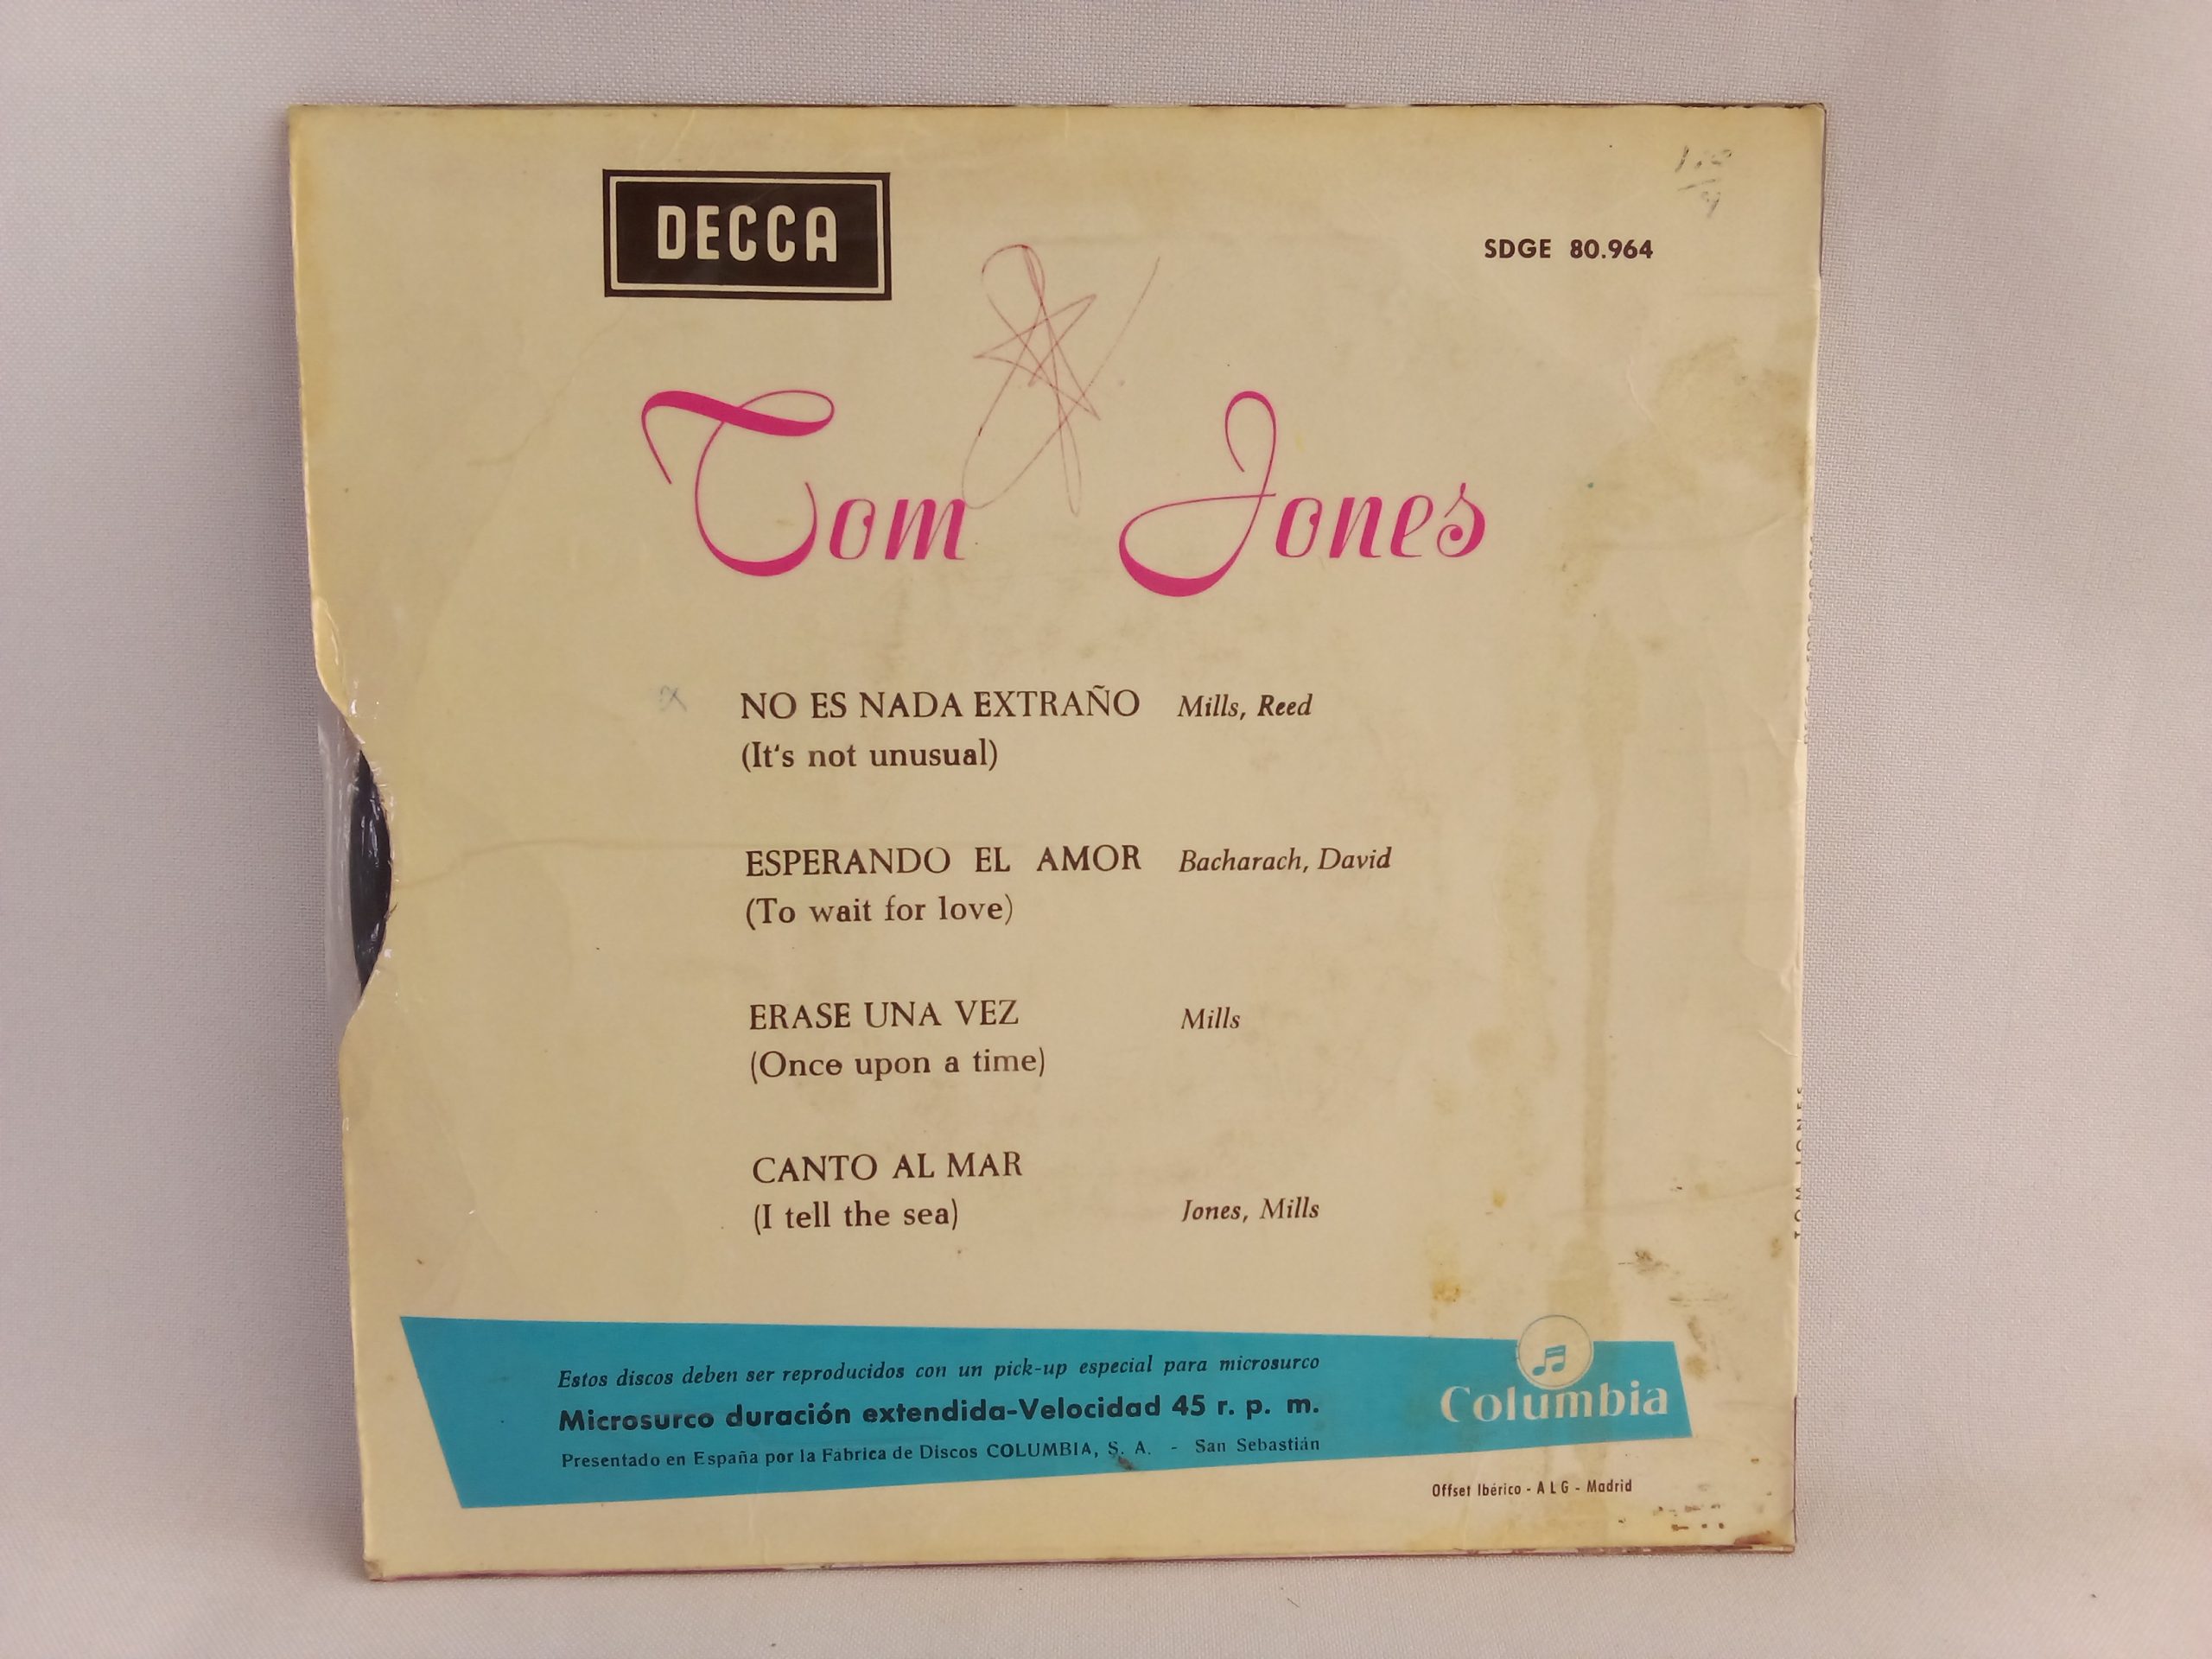 DECCA
SDGE 80.964
Tom Jones
NO ES NADA EXTRAÑO Mills, Reed
(It's not unusual)
ESPERANDO EL AMOR Bacharach, David
(To wait for love)
ERASE UNA VEZ Mills
(Once upon a time)
CANTO AL MAR
(I tell the sea) Jones, Mills
Estos discos deben ser reproducidos con un pick-up especial para microsurco
Microsurco duración extendida-Velocidad 45 r. p. m.
Presentado en España por la Fabrica de Discos COLUMBIA, S. A. - San Sebastián
Columbia
Offset Ibérico - A L G - Madrid
TOM JONES